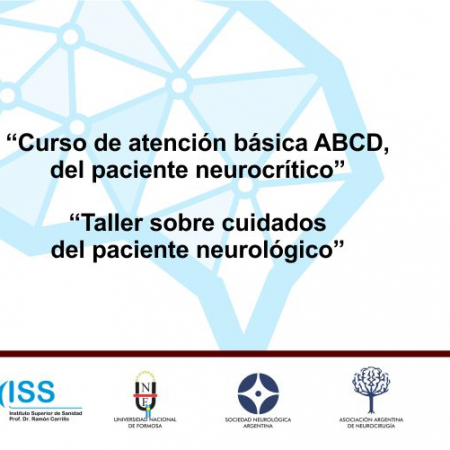 “Curso de atención básica ABCD,
del paciente neurocrítico”
“Taller sobre cuidados
del paciente neurológico”
ISS
Instituto Superior de Sanidad
Prof. Dr. Ramón Carrillo
U
N
F
UNIVERSIDAD NACIONAL
DE FORMOSA
SOCIEDAD NEUROLÓGICA
ARGENTINA
ASOCIACIÓN ARGENTINA
DE NEUROCIRUGÍA